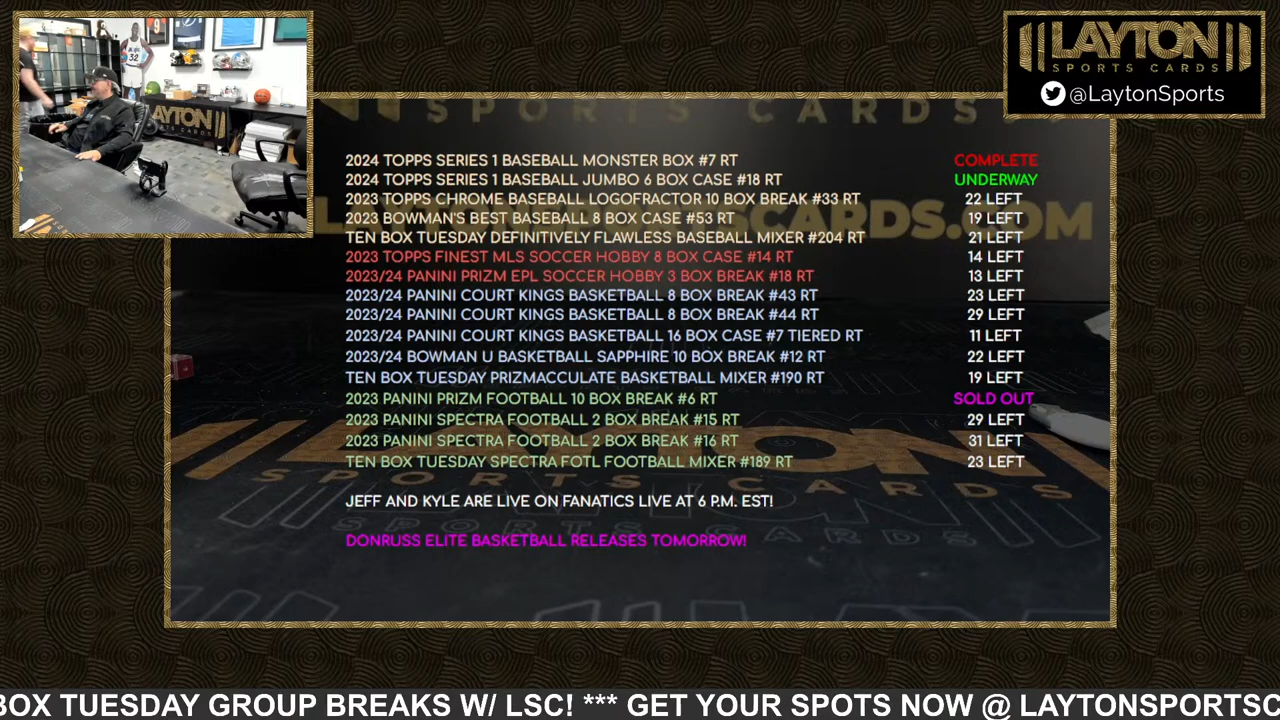 LAYTON
SPORTS CARDS
@LaytonSports
32
LAYTON
SPORTS CARDS
SPORTS CARDS
2024 TOPPS SERIES 1 BASEBALL MONSTER BOX #7 RT COMPLETE
2024 TOPPS SERIES 1 BASEBALL JUMBO 6 BOX CASE #18 RT UNDERWAY
2023 TOPPS CHROME BASEBALL LOGOFRACTOR 10 BOX BREAK #33 RT 22 LEFT
2023 BOWMAN'S BEST BASEBALL 8 BOX CASE #53 RT 19 LEFT
TEN BOX TUESDAY DEFINITIVELY FLAWLESS BASEBALL MIXER #204 RT 21 LEFT
2023 TOPPS FINEST MLS SOCCER HOBBY 8 BOX CASE #14 RT 14 LEFT
2023/24 PANINI PRIZM EPL SOCCER HOBBY 3 BOX BREAK #18 RT 13 LEFT
2023/24 PANINI COURT KINGS BASKETBALL 8 BOX BREAK #43 RT 23 LEFT
2023/24 PANINI COURT KINGS BASKETBALL 8 BOX BREAK #44 RT 29 LEFT
2023/24 PANINI COURT KINGS BASKETBALL 16 BOX CASE #7 TIERED RT 11 LEFT
2023/24 BOWMAN U BASKETBALL SAPPHIRE 10 BOX BREAK #12 RT 22 LEFT
TEN BOX TUESDAY PRIZMACCULATE BASKETBALL MIXER #190 RT 19 LEFT
2023 PANINI PRIZM FOOTBALL 10 BOX BREAK #6 RT SOLD OUT
2023 PANINI SPECTRA FOOTBALL 2 BOX BREAK #15 RT 29 LEFT
2023 PANINI SPECTRA FOOTBALL 2 BOX BREAK #16 RT 31 LEFT
TEN BOX TUESDAY SPECTRA FOTL FOOTBALL MIXER #189 RT 23 LEFT
LAYTON
SPORTS CARDS
JEFF AND KYLE ARE LIVE ON FANATICS LIVE AT 6 P.M. EST!
SPORTS CARDS
DONRUSS ELITE BASKETBALL RELEASES TOMORROW!
BOX TUESDAY GROUP BREAKS W/ LSC! *** GET YOUR SPOTS NOW @ LAYTONSPORTSC